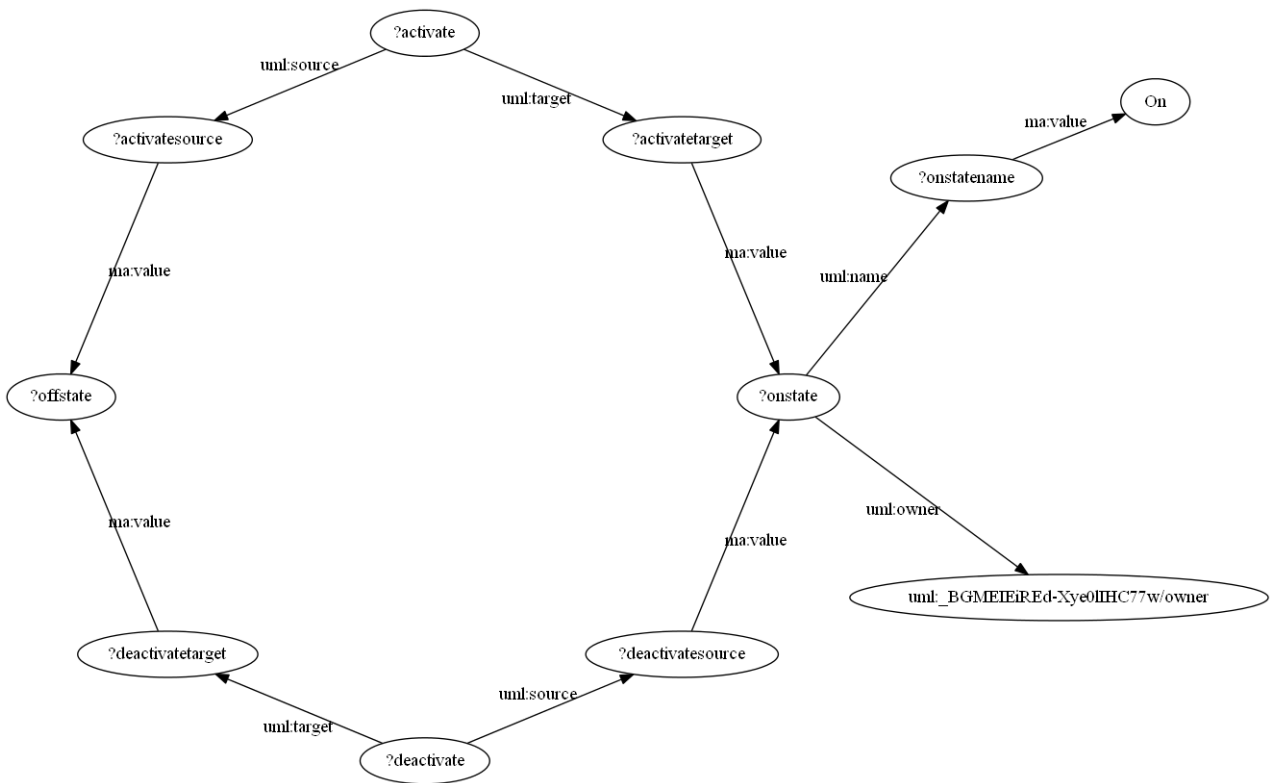 ?activate
uml:source
uml:target
On
ma:value
?activatesource
?activatetarget
?onstatename
ma:value
ma:value
uml:name
?offstate
?onstate
uml:owner
ma:value
ma:value
uml:_BGMEIEiREd-Xye0lIHC77w/owner
?deactivatetarget
?deactivatesource
uml:source
uml:target
?deactivate